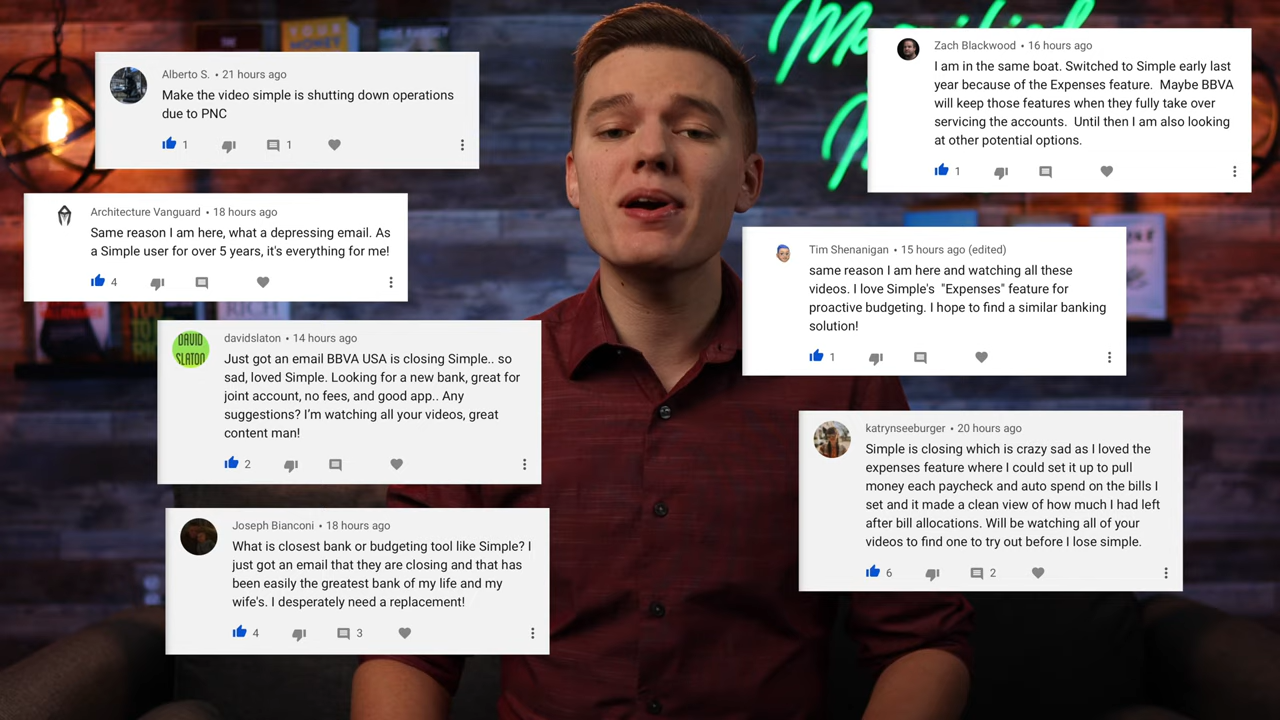 Alberto S. • 21 hours ago
Make the video simple is shutting down operations
due to PNC
1
1
Architecture Vanguard • 18 hours ago
Same reason I am here, what a depressing email. As
a Simple user for over 5 years, it's everything for me!
4
DAVID
SLATON
davidslaton • 14 hours ago
Just got an email BBVA USA is closing Simple.. so
sad, loved Simple. Looking for a new bank, great for
joint account, no fees, and good app.. Any
suggestions? I'm watching all your videos, great
content man!
2
Joseph Bianconi • 18 hours ago
What is closest bank or budgeting tool like Simple? I
just got an email that they are closing and that has
been easily the greatest bank of my life and my
wife's. I desperately need a replacement!
4
3
Zach Blackwood • 16 hours ago
I am in the same boat. Switched to Simple early last
year because of the Expenses feature.  Maybe BBVA
will keep those features when they fully take over
servicing the accounts.  Until then I am also looking
at other potential options.
1
Tim Shenanigan • 15 hours ago (edited)
same reason I am here and watching all these
videos. I love Simple's  "Expenses" feature for
proactive budgeting. I hope to find a similar banking
solution!
1
katrynseeburger • 20 hours ago
Simple is closing which is crazy sad as I loved the
expenses feature where I could set it up to pull
money each paycheck and auto spend on the bills I
set and it made a clean view of how much I had left
after bill allocations. Will be watching all of your
videos to find one to try out before I lose simple.
6
2